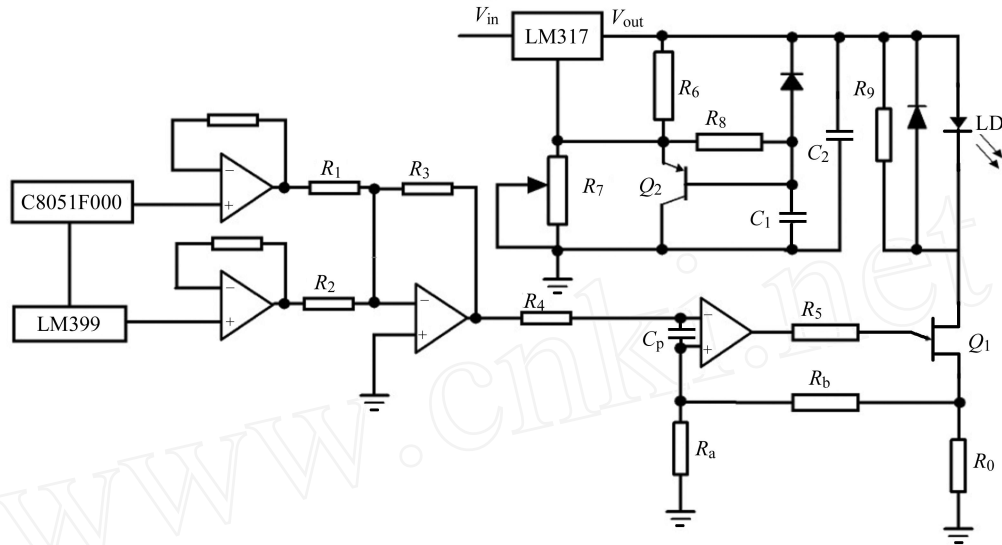 Vin
LM317
Vout
R6
R8
R9
C2
LD
R7
Q2
C1
C8051F000
R1
R3
LM399
R2
R4
Cp
R5
Q1
Rb
Ra
R0
− + − + − + − +
www.cnki.net